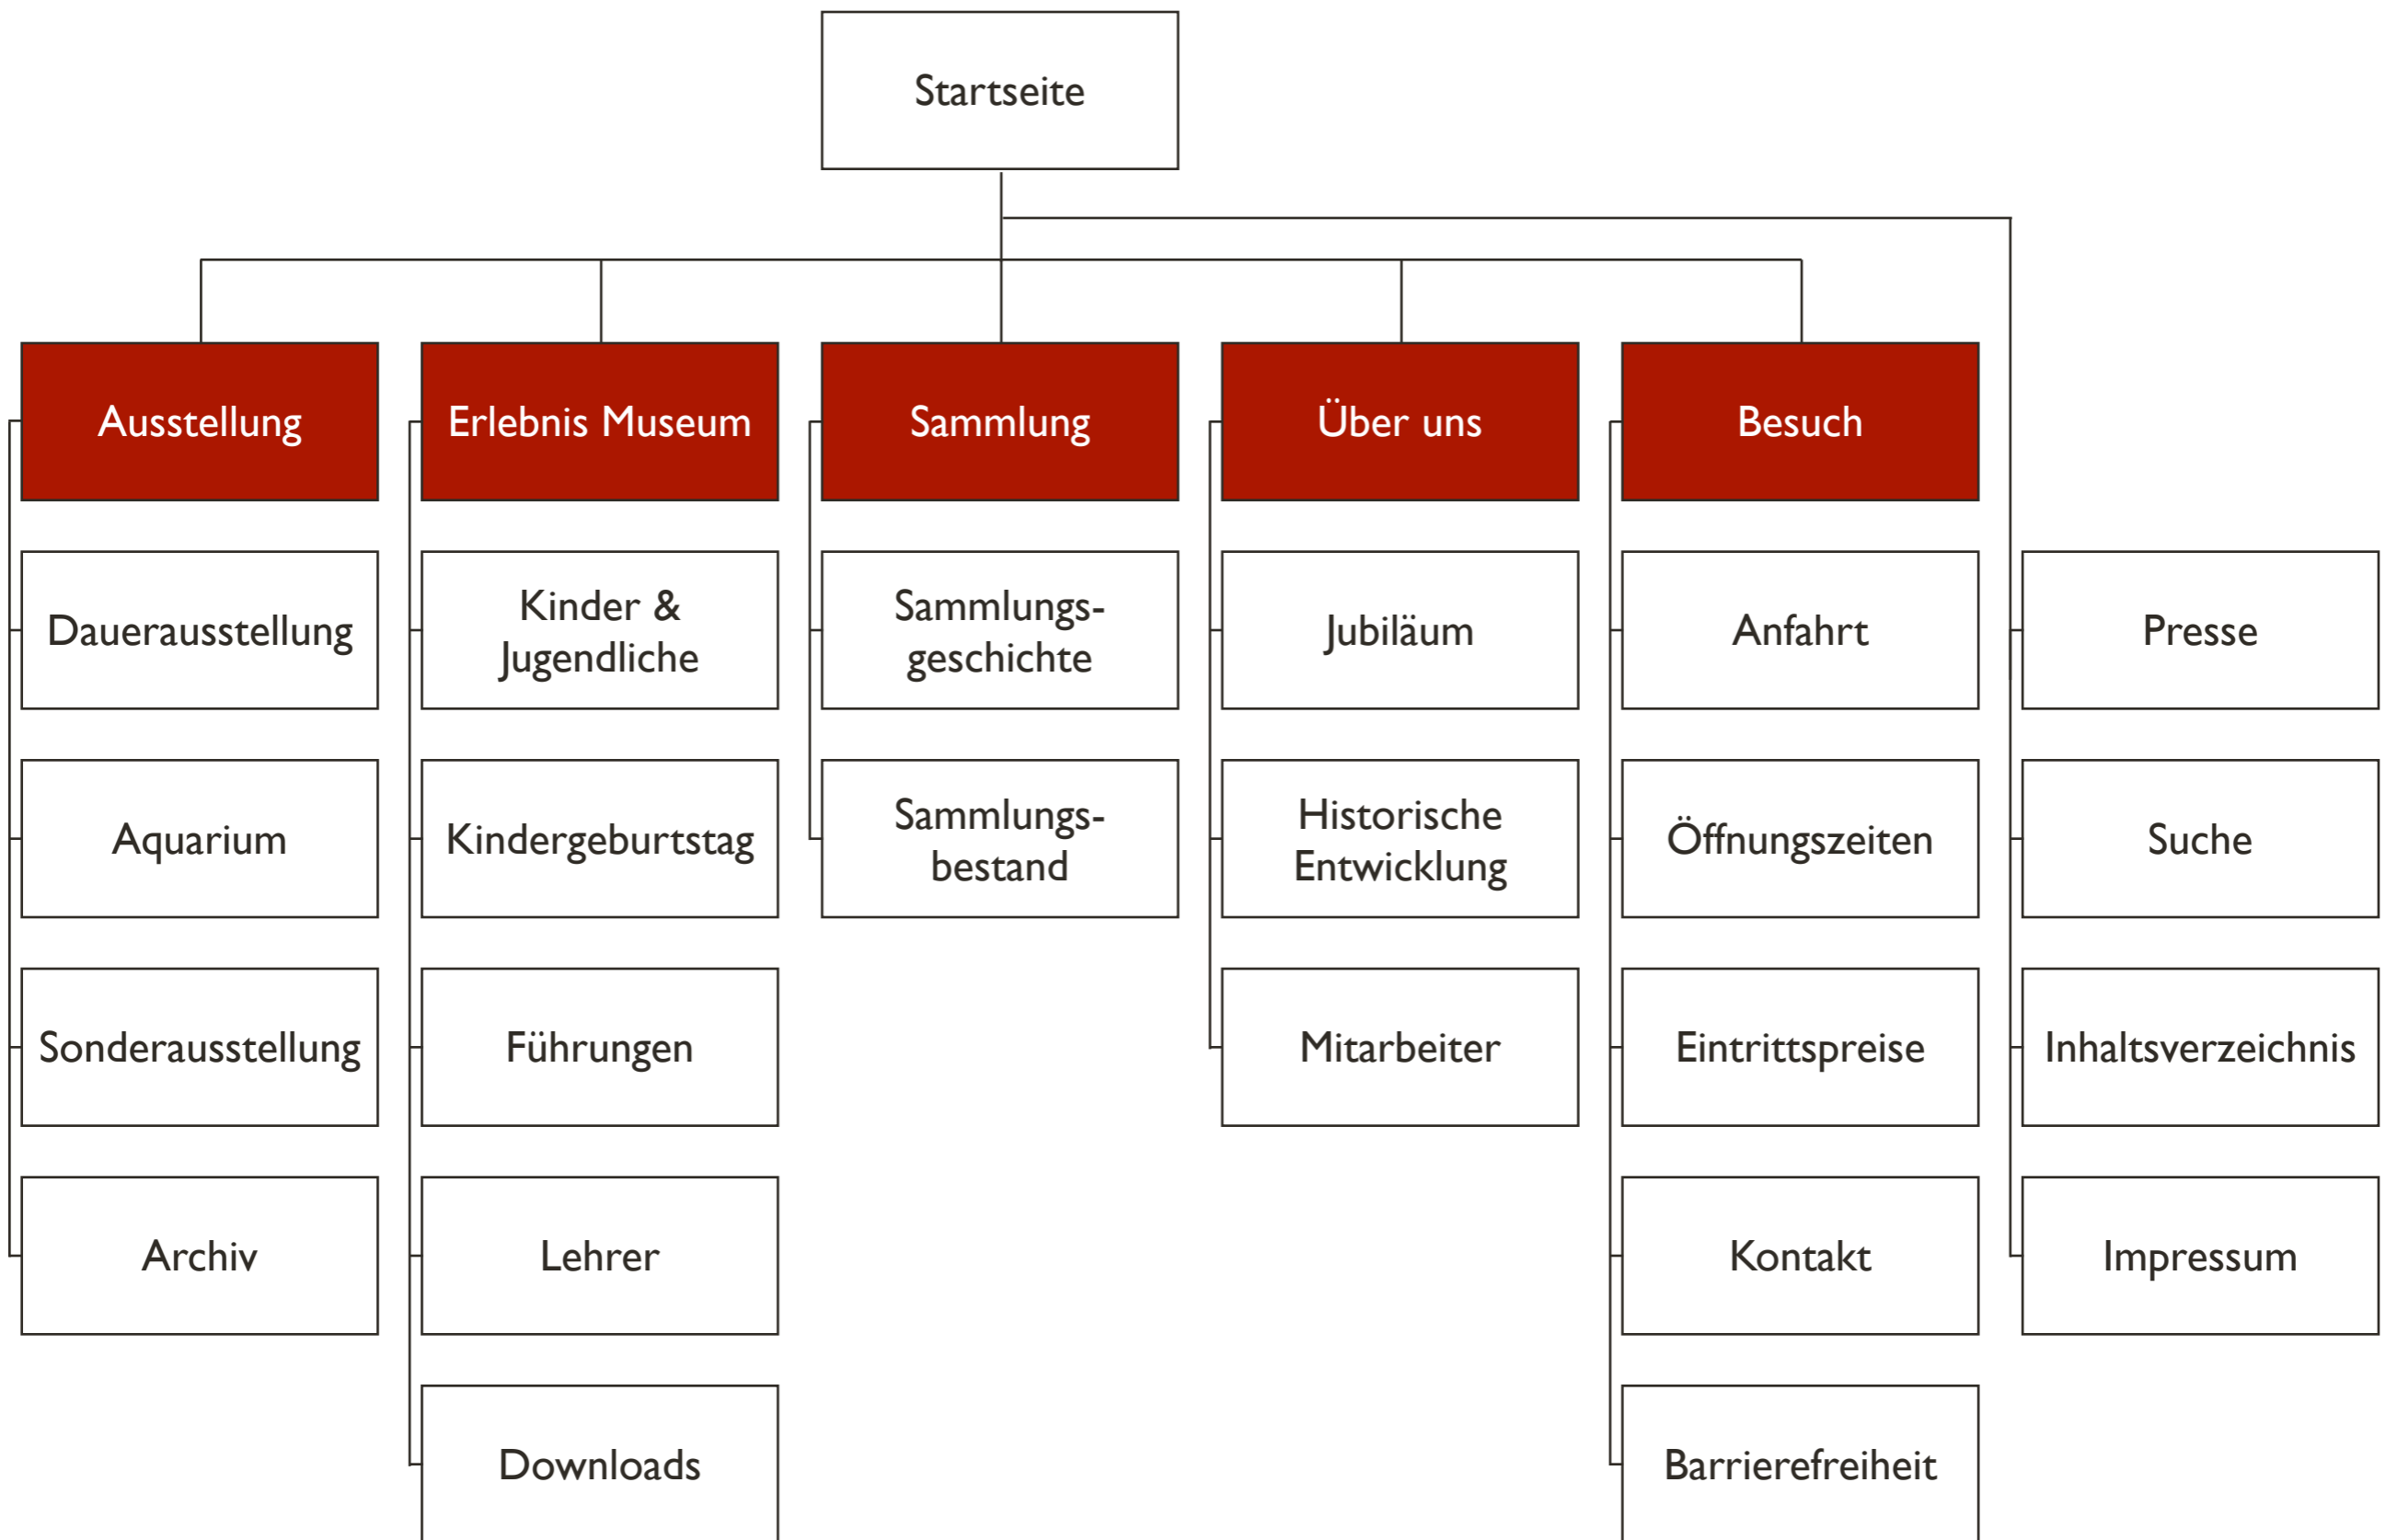 Startseite
Ausstellung
Erlebnis Museum
Sammlung
Über uns
Besuch
Dauerausstellung
Kinder &
Jugendliche
Sammlungs-
geschichte
Jubiläum
Anfahrt
Presse
Aquarium
Kindergeburtstag
Sammlungs-
bestand
Historische
Entwicklung
Öffnungszeiten
Suche
Sonderausstellung
Führungen
Mitarbeiter
Eintrittspreise
Inhaltsverzeichnis
Archiv
Lehrer
Kontakt
Impressum
Downloads
Barrierefreiheit